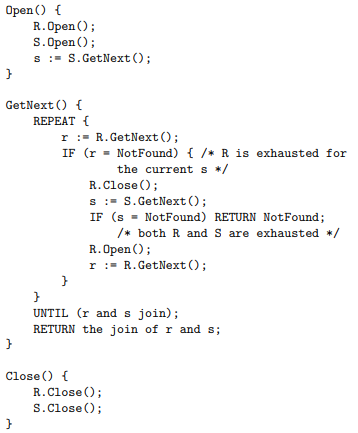 Open() {
    R.Open();
    S.Open();
    s := S.GetNext();
}

GetNext() {
    REPEAT {
        r := R.GetNext();
        IF (r = NotFound) { /* R is exhausted for
                the current s */
            R.Close();
            s := S.GetNext();
            IF (s = NotFound) RETURN NotFound;
                /* both R and S are exhausted */
            R.Open();
            r := R.GetNext();
        }
    }
    UNTIL (r and s join);
    RETURN the join of r and s;
}

Close() {
    R.Close();
    S.Close();
}